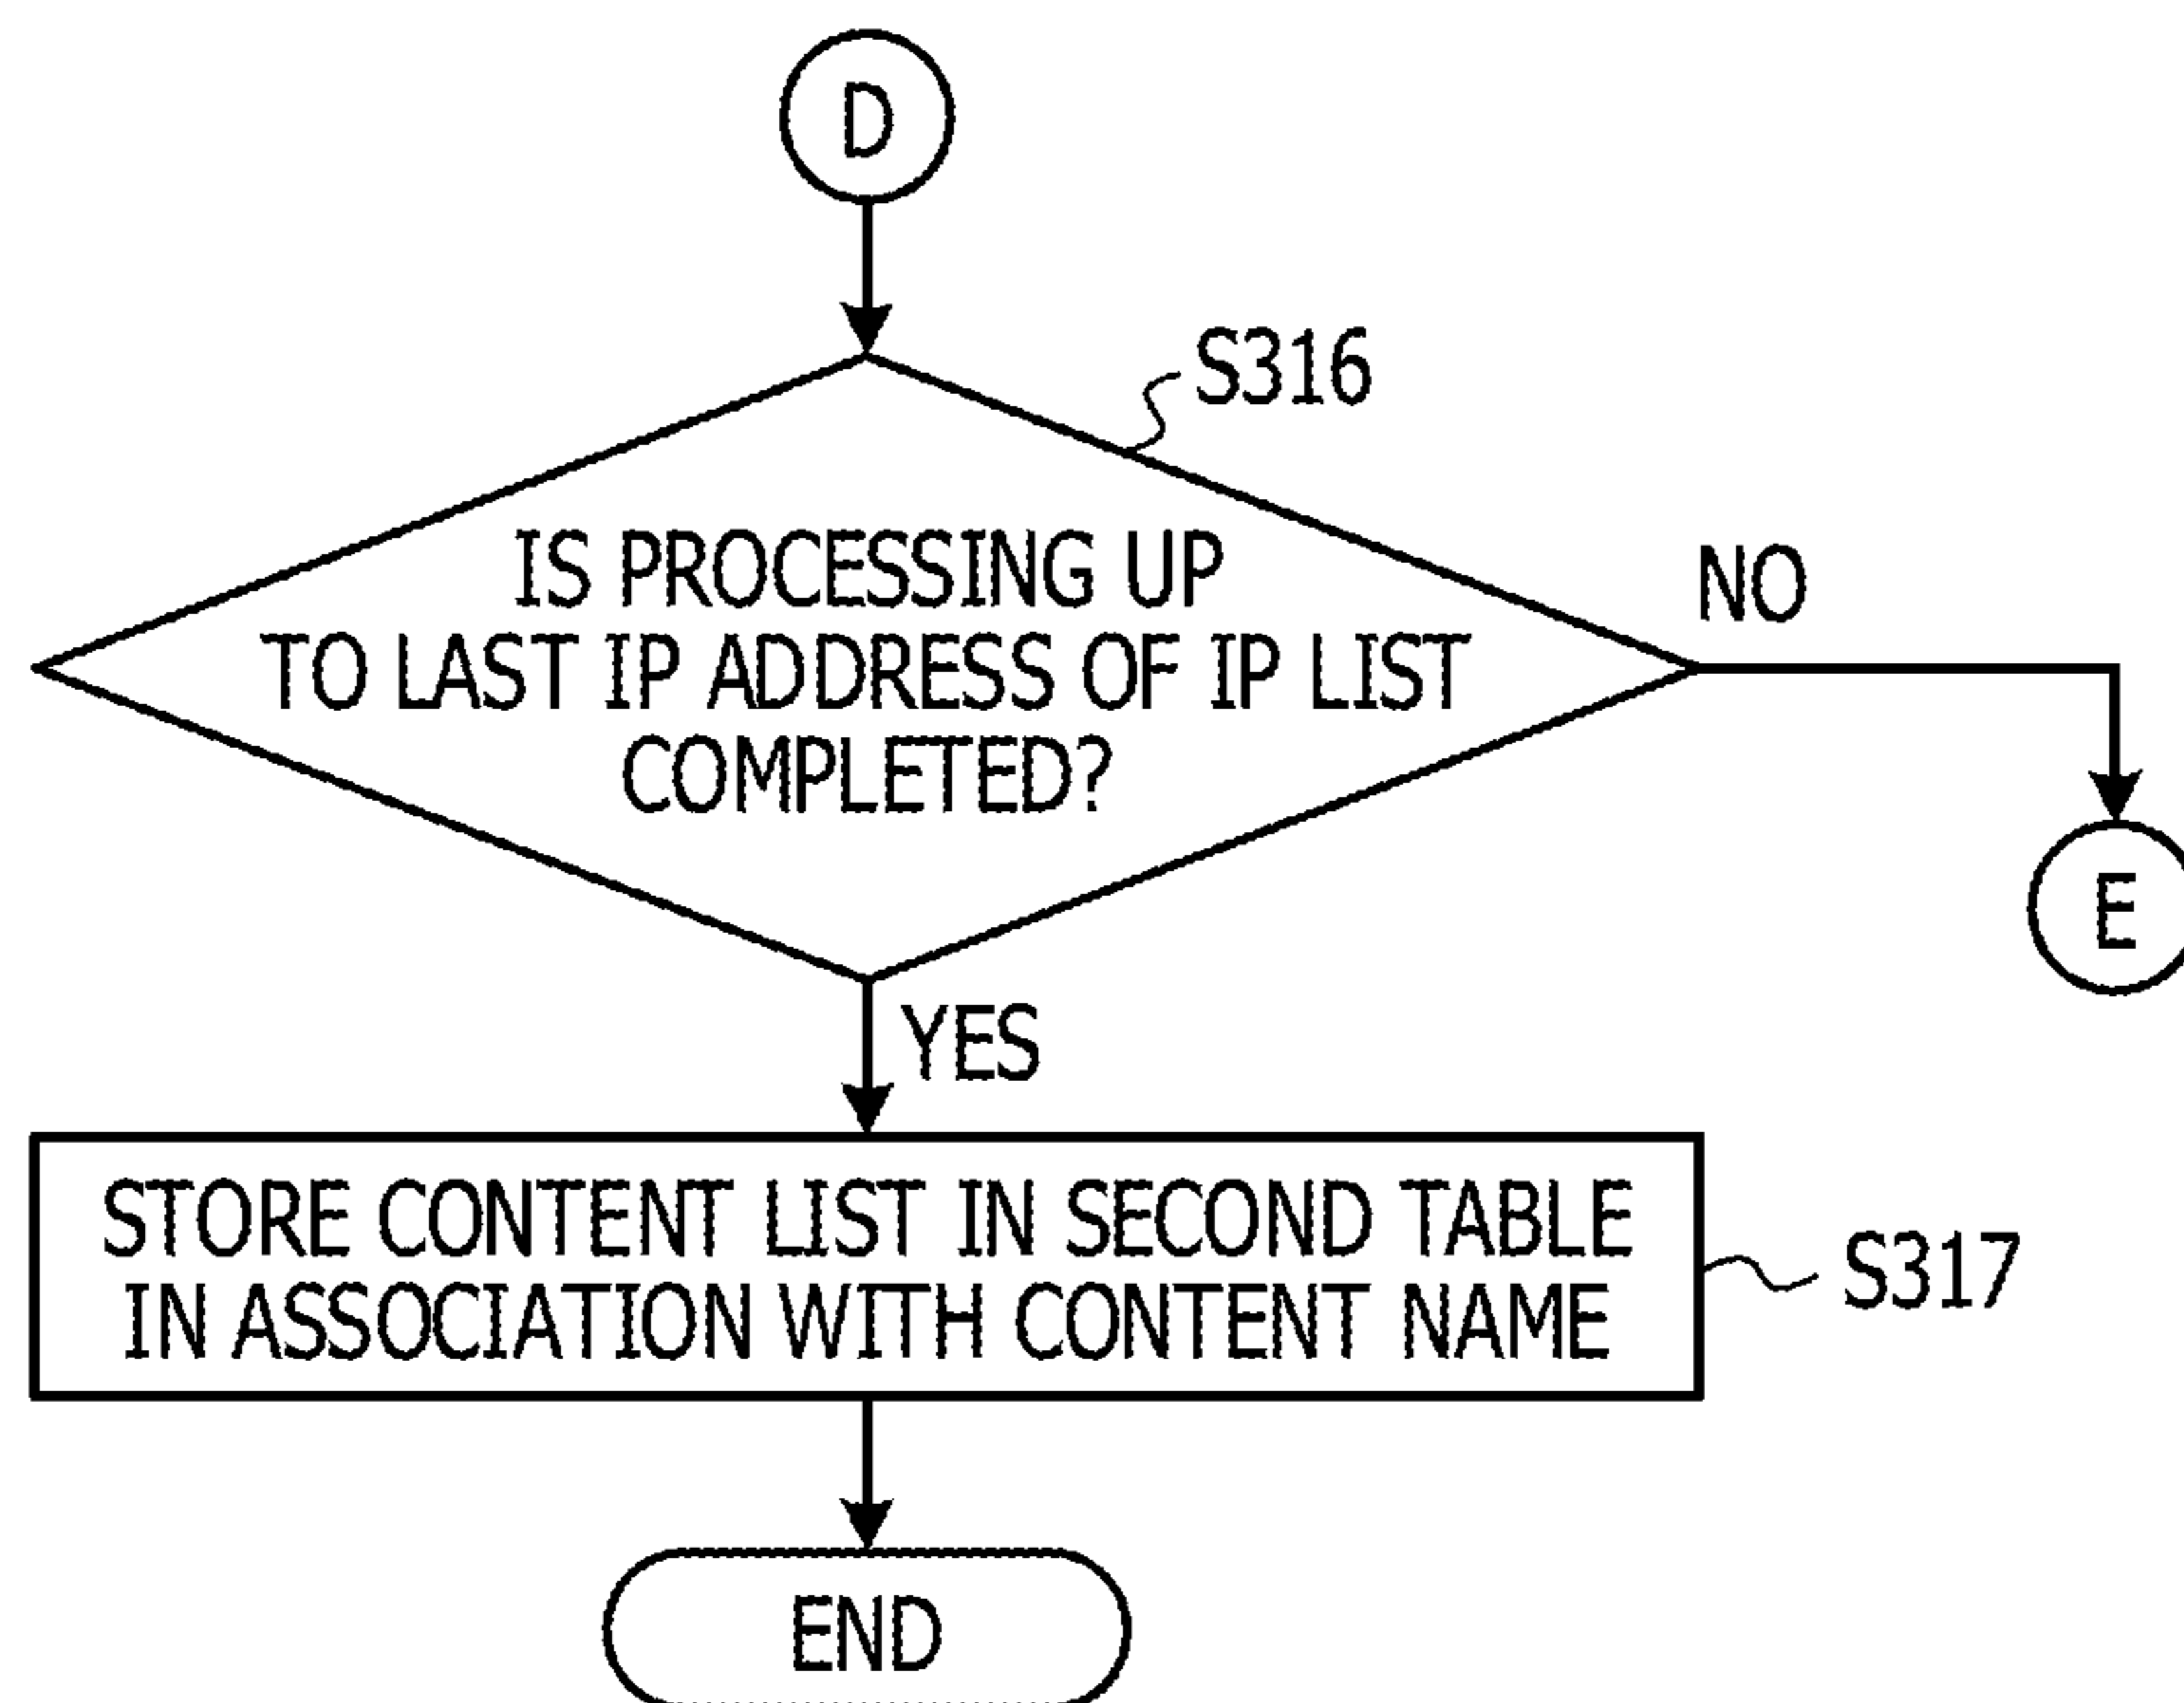 D
S316
IS PROCESSING UP
TO LAST IP ADDRESS OF IP LIST
COMPLETED?
NO
E
YES
STORE CONTENT LIST IN SECOND TABLE
IN ASSOCIATION WITH CONTENT NAME
S317
END